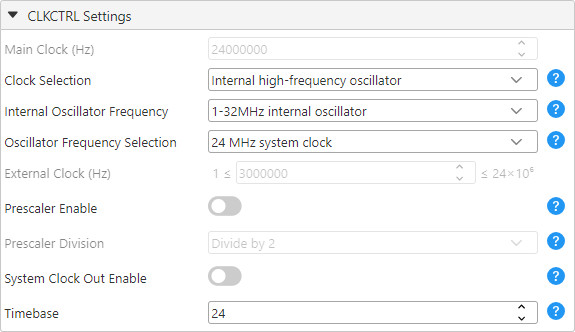 CLKCTRL Settings
Main Clock (Hz) 24000000
Clock Selection Internal high-frequency oscillator ?
Internal Oscillator Frequency 1-32MHz internal oscillator ?
Oscillator Frequency Selection 24 MHz system clock ?
External Clock (Hz) 1 ≤ 3000000 ≤ 24×10⁶
Prescaler Enable ?
Prescaler Division Divide by 2 ?
System Clock Out Enable ?
Timebase 24 ?